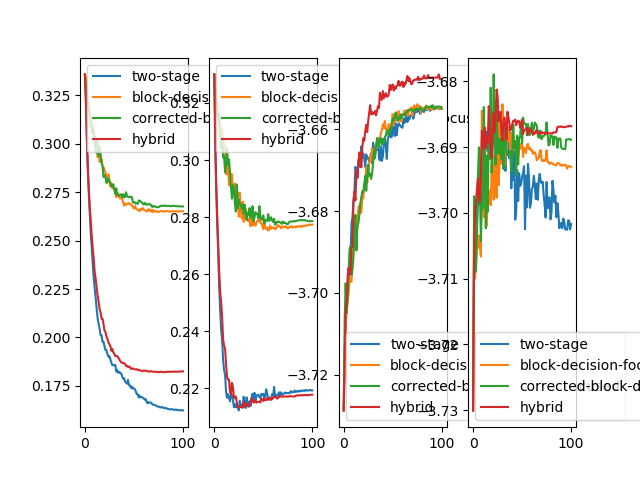 two-stage
block-decis
corrected-b
hybrid
0.325
0.300
0.275
0.250
0.225
0.200
0.175
0 100
two-stage
block-decis
corrected-b
hybrid
0.32
0.30
0.28
0.26
0.24
0.22
0 100
−3.66
−3.68
−3.70
−3.72
two-stage
block-decis
corrected-b
hybrid
0 100
−3.68
−3.69
−3.70
−3.71
−3.72
−3.73
two-stage
block-decision-foc
corrected-block-d
hybrid
0 100